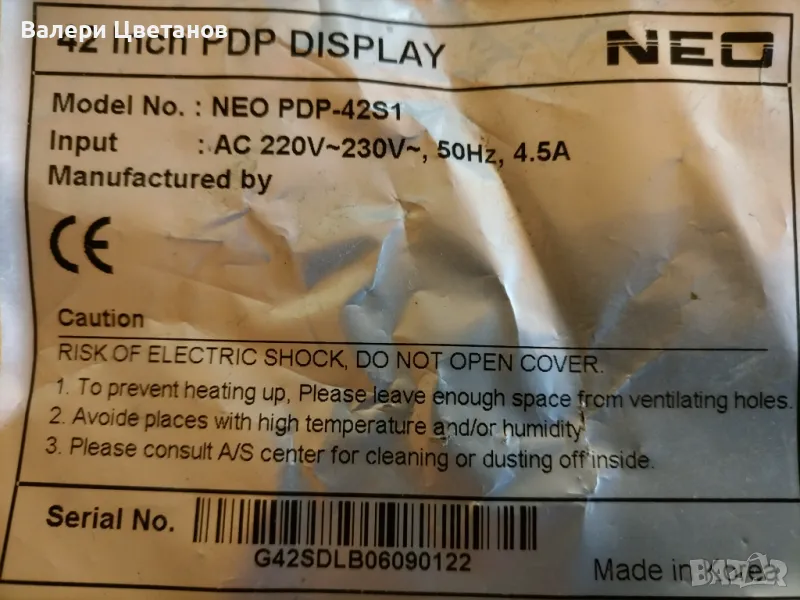 Валери Цветанов
42 inch PDP DISPLAY NEO
Model No. : NEO PDP-42S1
Input : AC 220V~230V~, 50Hz, 4.5A
Manufactured by
CE
Caution
RISK OF ELECTRIC SHOCK, DO NOT OPEN COVER.
1. To prevent heating up, Please leave enough space from ventilating holes.
2. Avoide places with high temperature and/or humidity
3. Please consult A/S center for cleaning or dusting off inside.
Serial No.
G42SDLB06090122
Made in Korea
BAZAR